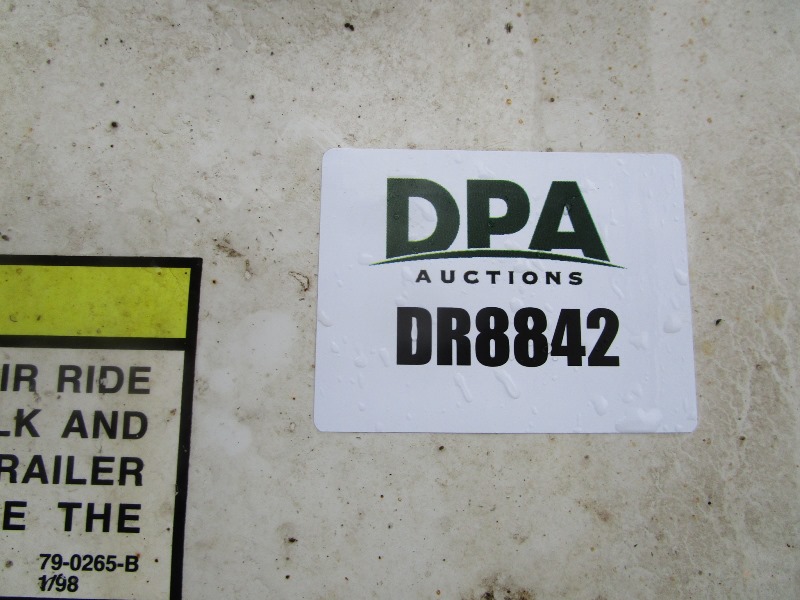 DPA
AUCTIONS
DR8842
IR RIDE
LK AND
RAILER
E THE
79-0265-B
1/98